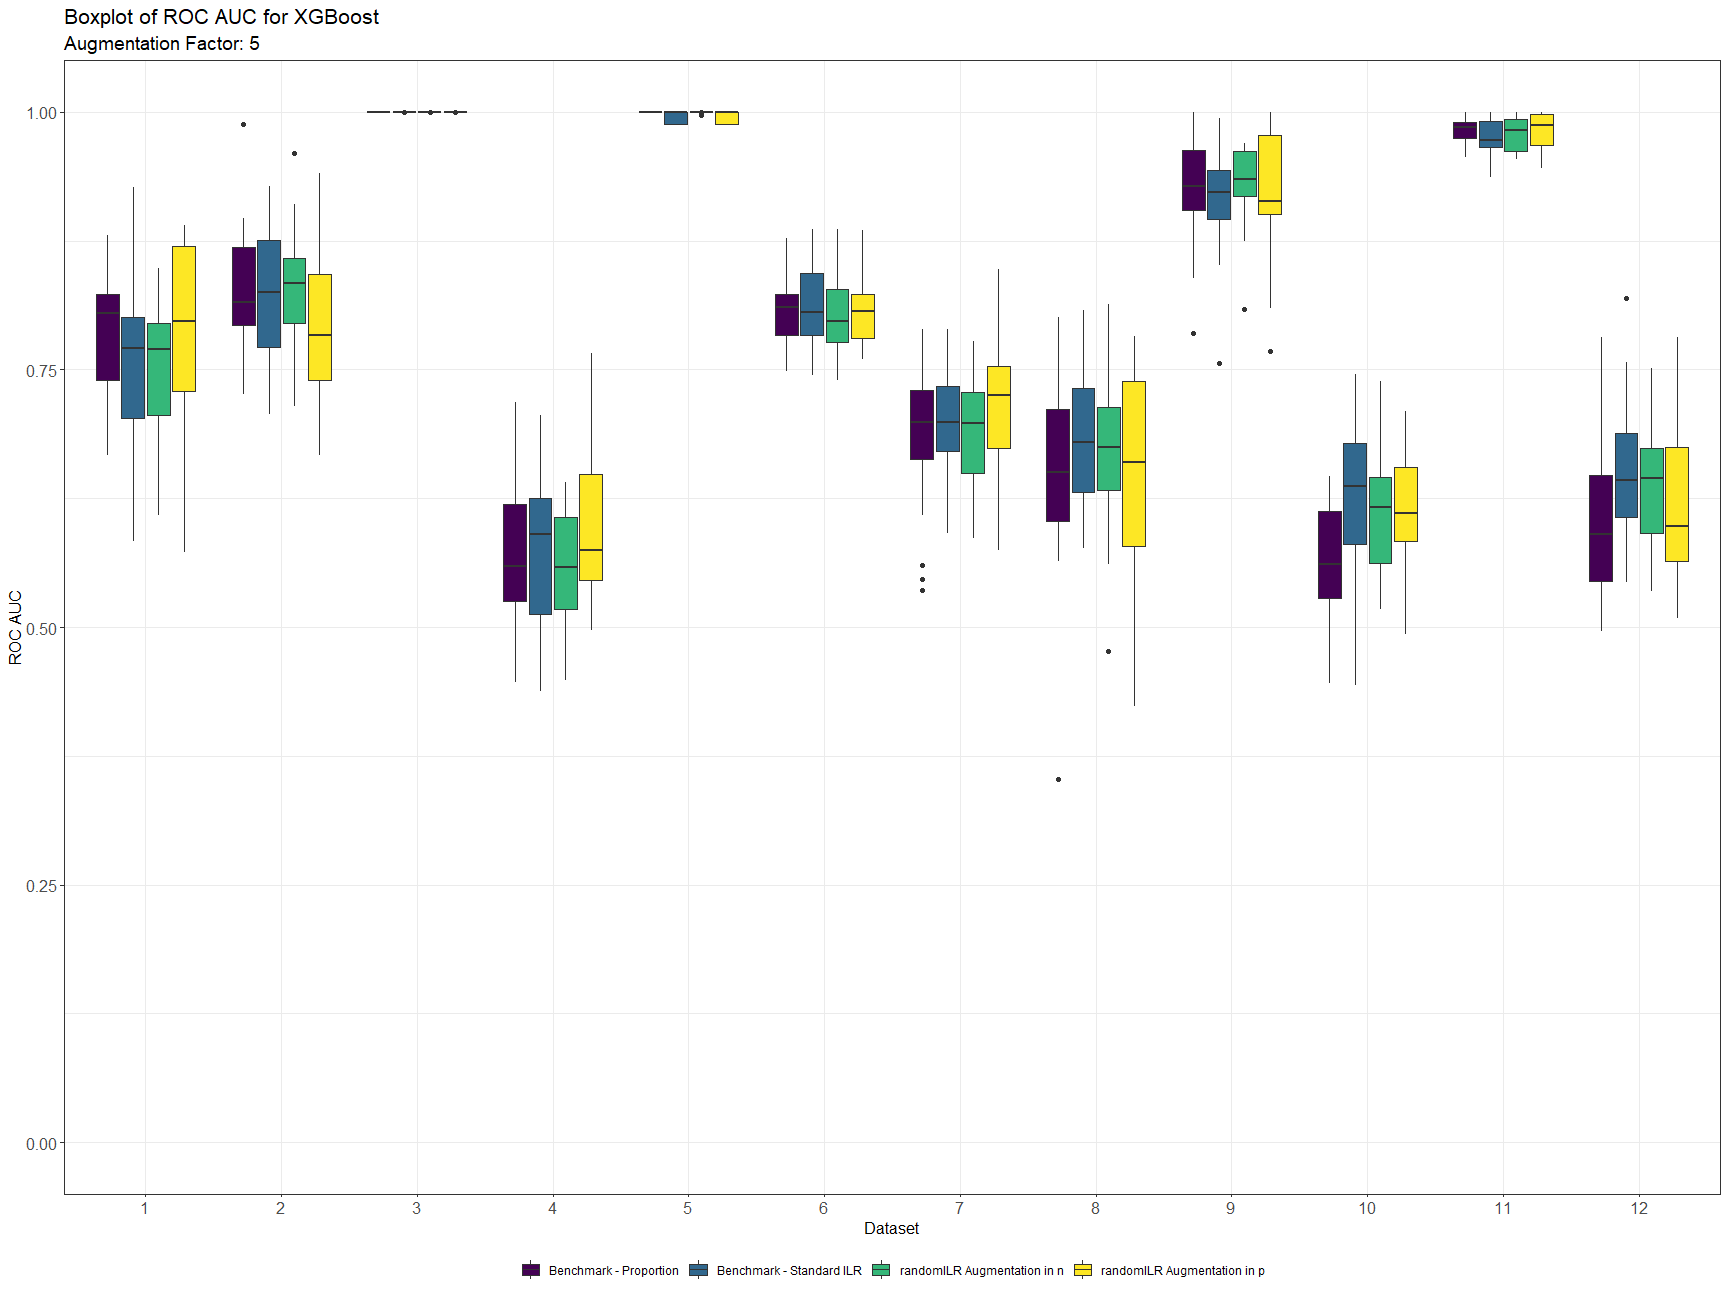 Boxplot of ROC AUC for XGBoost
Augmentation Factor: 5
ROC AUC
1.00
0.75
0.50
0.25
0.00
1 2 3 4 5 6 7 8 9 10 11 12
Dataset
Benchmark - Proportion Benchmark - Standard ILR randomILR Augmentation in n randomILR Augmentation in p